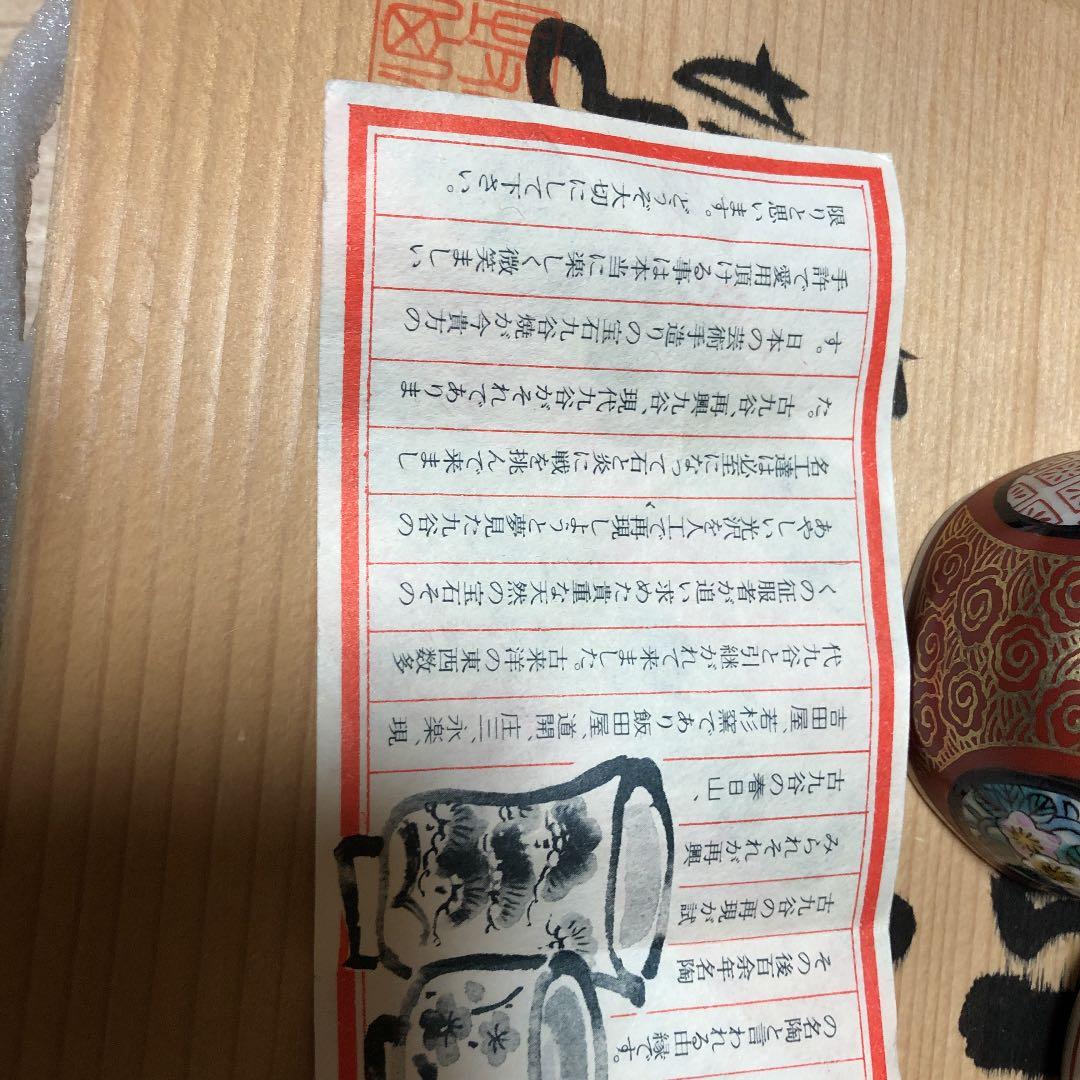 の名陶と言われる由縁です。
その後百余年名陶
古九谷の再現が試
みられそれが再興
古九谷の春日山、
吉田屋、若杉窯であり飯田屋、道開、庄三、永楽、現
代九谷と引継がれて来ました。古来洋の東西数多
くの征服者が追い求めた貴重な天然の宝石その
あやしい光沢を人工で再現しようと夢見た九谷の
名工達は必至になって石と炎に戦を挑んで来まし
た。古九谷、再興九谷、現代九谷がそれでありま
す。日本の芸術手造りの宝石九谷焼が今貴方の
手許で愛用頂ける事は本当に楽しく微笑ましい
限りと思います。どうぞ大切にして下さい。